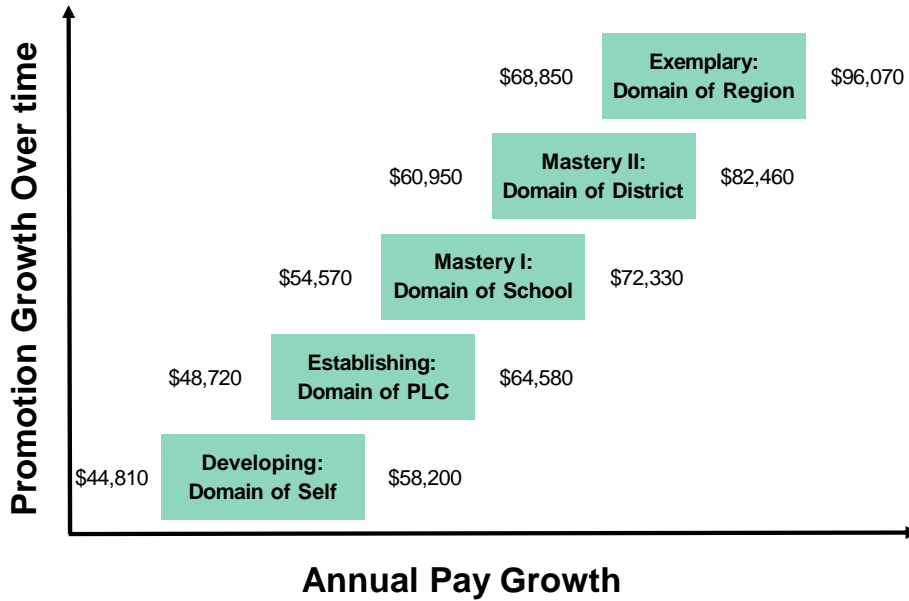 Promotion Growth Over time
Exemplary:
Domain of Region
$68,850
$96,070
Mastery II:
Domain of District
$60,950
$82,460
Mastery I:
Domain of School
$54,570
$72,330
Establishing:
Domain of PLC
$48,720
$64,580
Developing:
Domain of Self
$44,810
$58,200
Annual Pay Growth